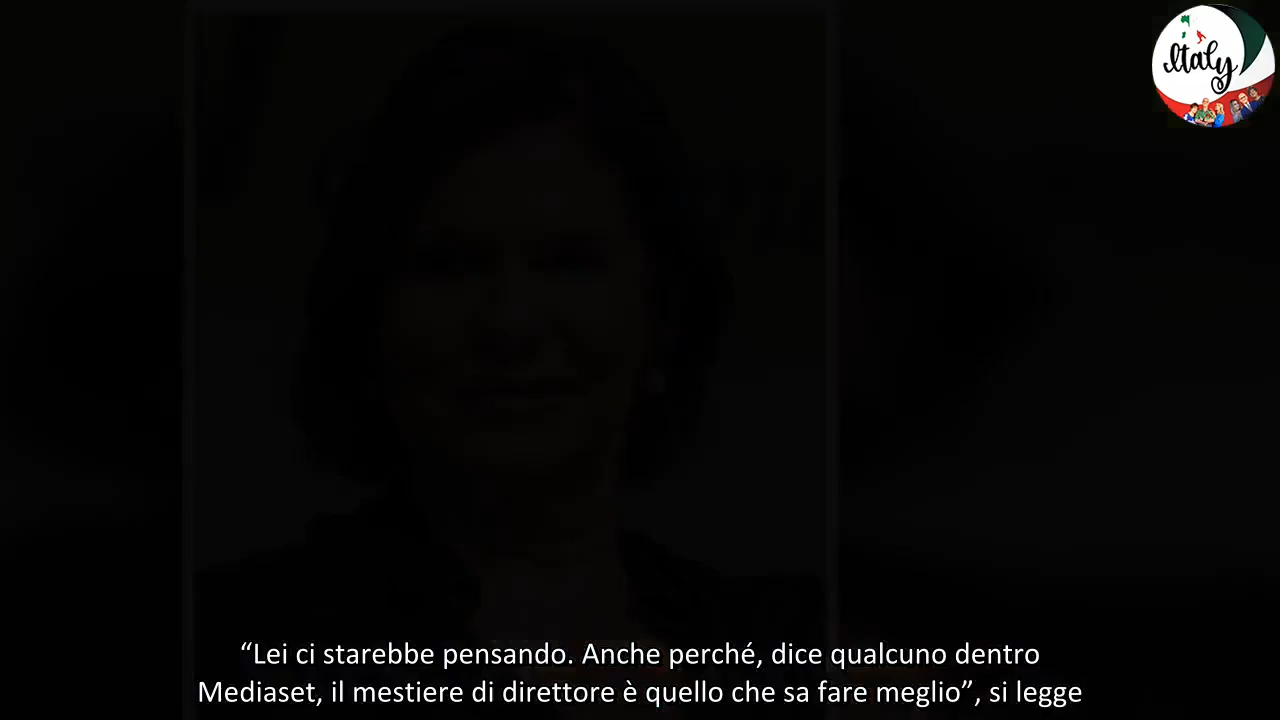 Italy
“Lei ci starebbe pensando. Anche perché, dice qualcuno dentro
Mediaset, il mestiere di direttore è quello che sa fare meglio”, si legge